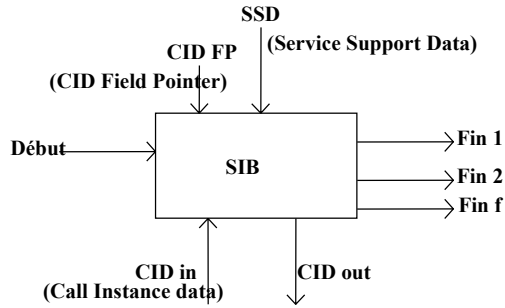 SSD
(Service Support Data)
CID FP
(CID Field Pointer)
Début
SIB
Fin 1
Fin 2
Fin f
CID in
(Call Instance data)
CID out